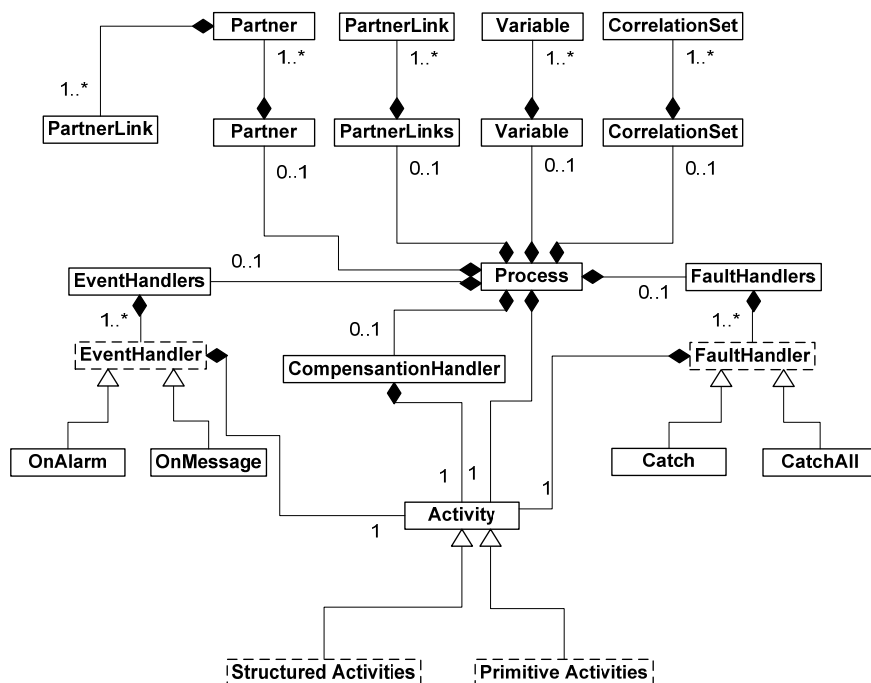 Partner
PartnerLink
Variable
CorrelationSet
1..*
1..*
1..*
1..*
1..*
PartnerLink
Partner
PartnerLinks
Variable
CorrelationSet
0..1
0..1
0..1
0..1
EventHandlers
0..1
Process
FaultHandlers
0..1
1..*
0..1
1..*
EventHandler
CompensantionHandler
FaultHandler
OnAlarm
OnMessage
Catch
CatchAll
1
1
1
1
Activity
Structured Activities
Primitive Activities